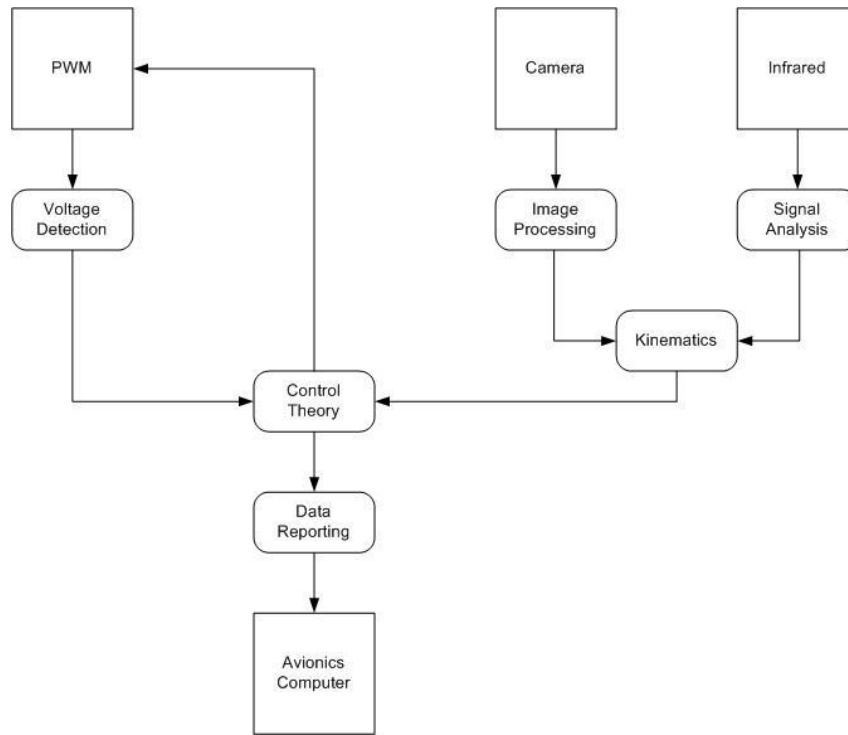 PWM
Camera
Infrared
Voltage
Detection
Image
Processing
Signal
Analysis
Kinematics
Control
Theory
Data
Reporting
Avionics
Computer